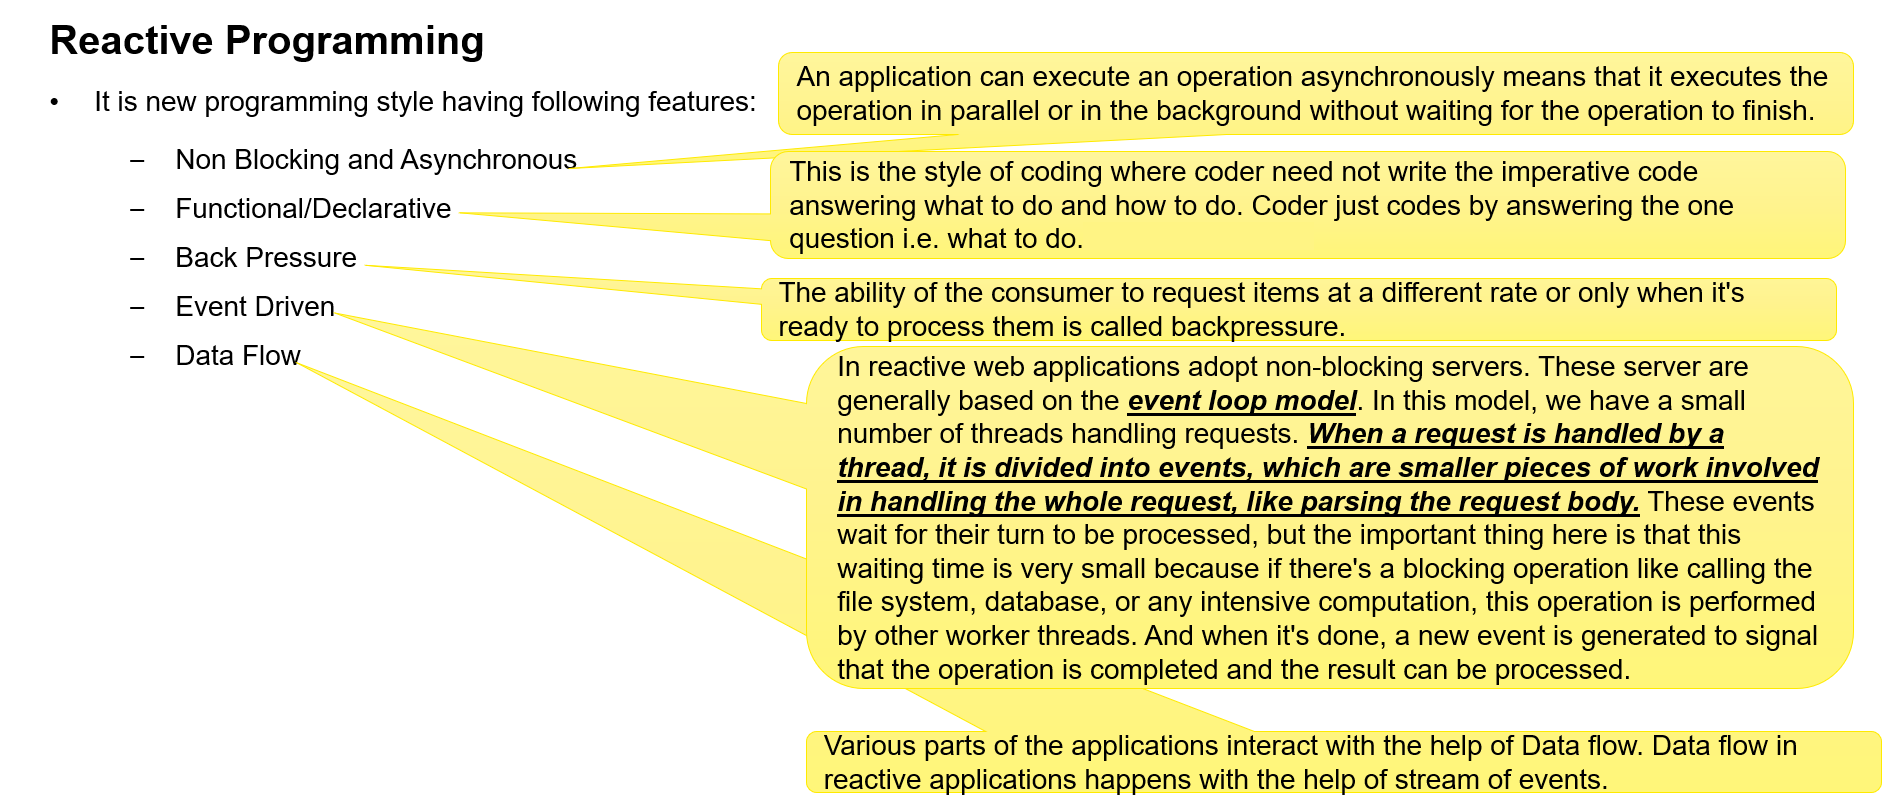 Reactive Programming
• It is new programming style having following features:
– Non Blocking and Asynchronous
– Functional/Declarative
– Back Pressure
– Event Driven
– Data Flow
An application can execute an operation asynchronously means that it executes the
operation in parallel or in the background without waiting for the operation to finish.
This is the style of coding where coder need not write the imperative code
answering what to do and how to do. Coder just codes by answering the one
question i.e. what to do.
The ability of the consumer to request items at a different rate or only when it's
ready to process them is called backpressure.
In reactive web applications adopt non-blocking servers. These server are
generally based on the event loop model. In this model, we have a small
number of threads handling requests. When a request is handled by a
thread, it is divided into events, which are smaller pieces of work involved
in handling the whole request, like parsing the request body. These events
wait for their turn to be processed, but the important thing here is that this
waiting time is very small because if there's a blocking operation like calling the
file system, database, or any intensive computation, this operation is performed
by other worker threads. And when it's done, a new event is generated to signal
that the operation is completed and the result can be processed.
Various parts of the applications interact with the help of Data flow. Data flow in
reactive applications happens with the help of stream of events.